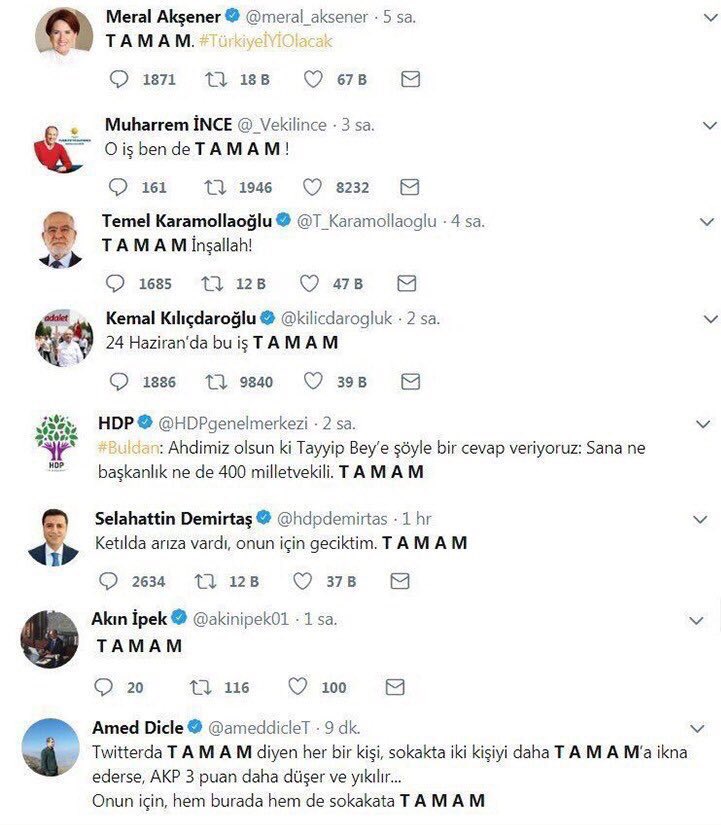 Meral Akşener @meral_aksener · 5 sa.
T A M A M. #TürkiyeİYİOlacak
1871 18 B 67 B
Muharrem İNCE @_Vekilince · 3 sa.
O iş ben de T A M A M !
161 1946 8232
Temel Karamollaoğlu @T_Karamollaoglu · 4 sa.
T A M A M İnşallah!
1685 12 B 47 B
adalet
Kemal Kılıçdaroğlu @kilicdarogluk · 2 sa.
24 Haziran’da bu iş T A M A M
1886 9840 39 B
HDP @HDPgenelmerkezi · 2 sa.
#Buldan: Ahdimiz olsun ki Tayyip Bey’e şöyle bir cevap veriyoruz: Sana ne
başkanlık ne de 400 milletvekili. T A M A M
HDP
Selahattin Demirtaş @hdpdemirtas · 1 hr
Ketılda arıza vardı, onun için geciktim. T A M A M
2634 12 B 37 B
Akın İpek @akinipek01 · 1 sa.
T A M A M
20 116 100
Amed Dicle @ameddicleT · 9 dk.
Twitterda T A M A M diyen her bir kişi, sokakta iki kişiyi daha T A M A M’a ikna
ederse, AKP 3 puan daha düşer ve yıkılır...
Onun için, hem burada hem de sokakata T A M A M